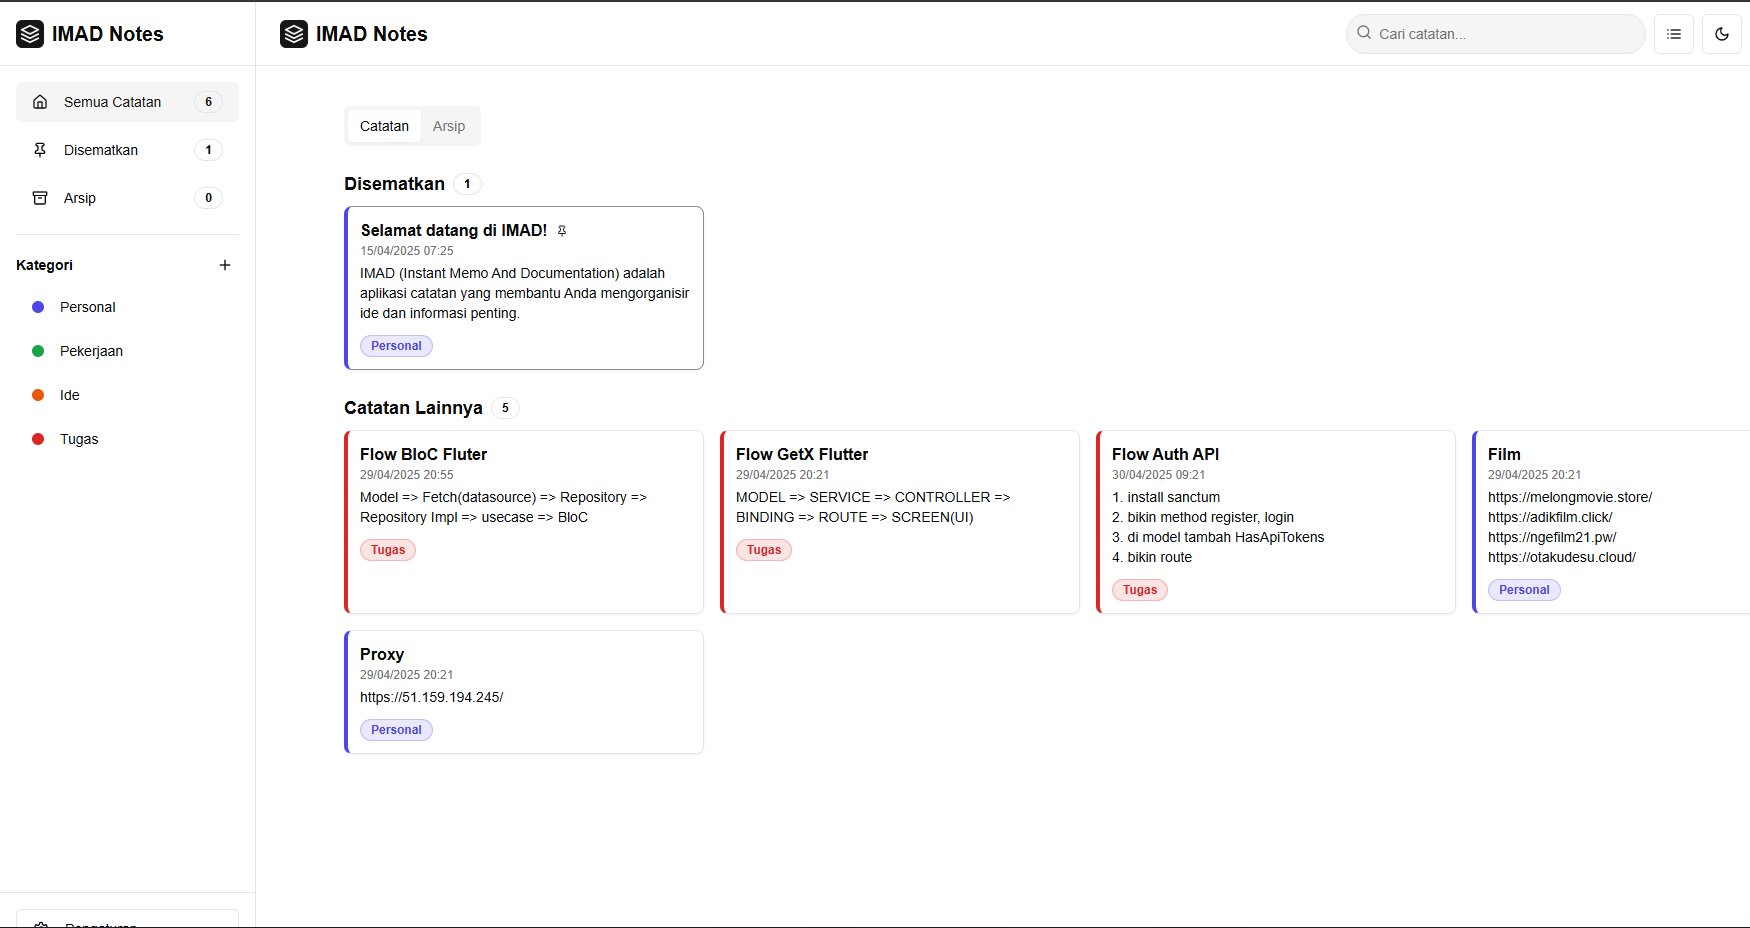 IMAD Notes
IMAD Notes
Cari catatan...
Semua Catatan 6
Disematkan 1
Arsip 0
Kategori
Personal
Pekerjaan
Ide
Tugas
Pengaturan
Catatan Arsip
Disematkan 1
Selamat datang di IMAD!
15/04/2025 07:25
IMAD (Instant Memo And Documentation) adalah
aplikasi catatan yang membantu Anda mengorganisir
ide dan informasi penting.
Personal
Catatan Lainnya 5
Flow BloC Fluter
29/04/2025 20:55
Model => Fetch(datasource) => Repository =>
Repository Impl => usecase => BloC
Tugas
Flow GetX Flutter
29/04/2025 20:21
MODEL => SERVICE => CONTROLLER =>
BINDING => ROUTE => SCREEN(UI)
Tugas
Flow Auth API
30/04/2025 09:21
1. install sanctum
2. bikin method register, login
3. di model tambah HasApiTokens
4. bikin route
Tugas
Film
29/04/2025 20:21
https://melongmovie.store/
https://adikfilm.click/
https://ngefilm21.pw/
https://otakudesu.cloud/
Personal
Proxy
29/04/2025 20:21
https://51.159.194.245/
Personal